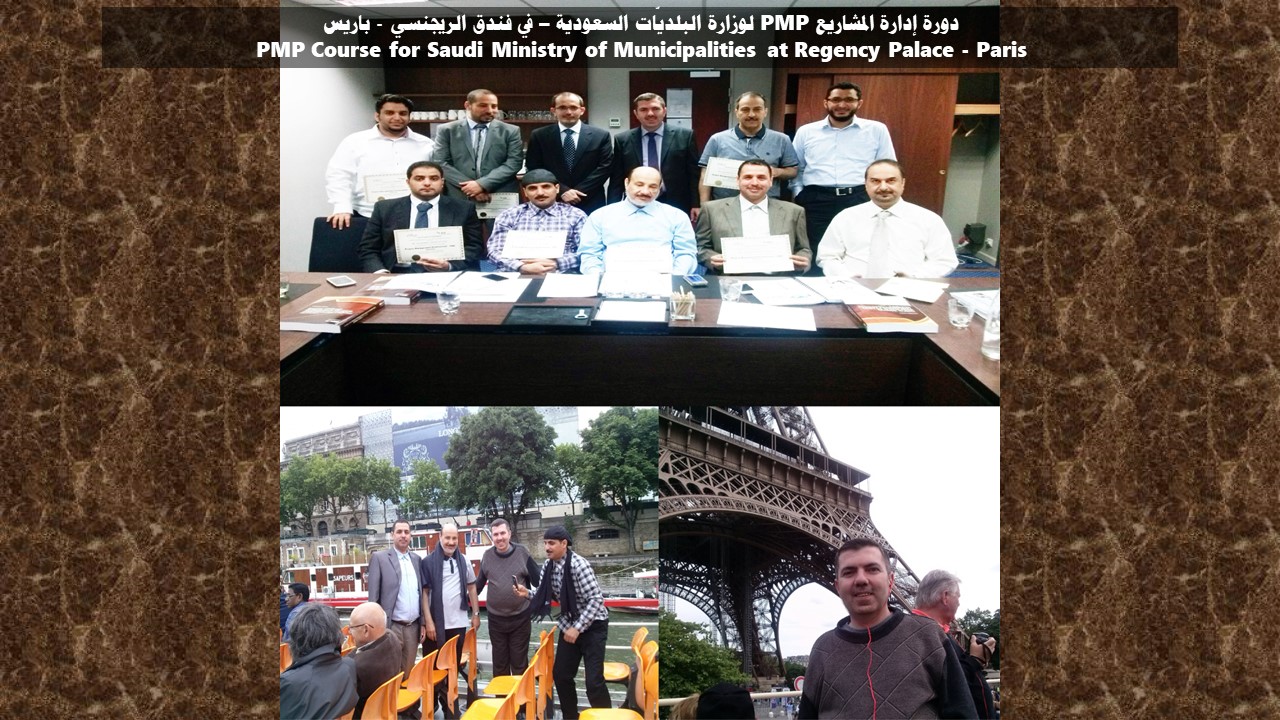 دورة إدارة المشاريع PMP لوزارة البلديات السعودية – في فندق الريجنسي - باريس
PMP Course for Saudi Ministry of Municipalities at Regency Palace - Paris
SAPEURS